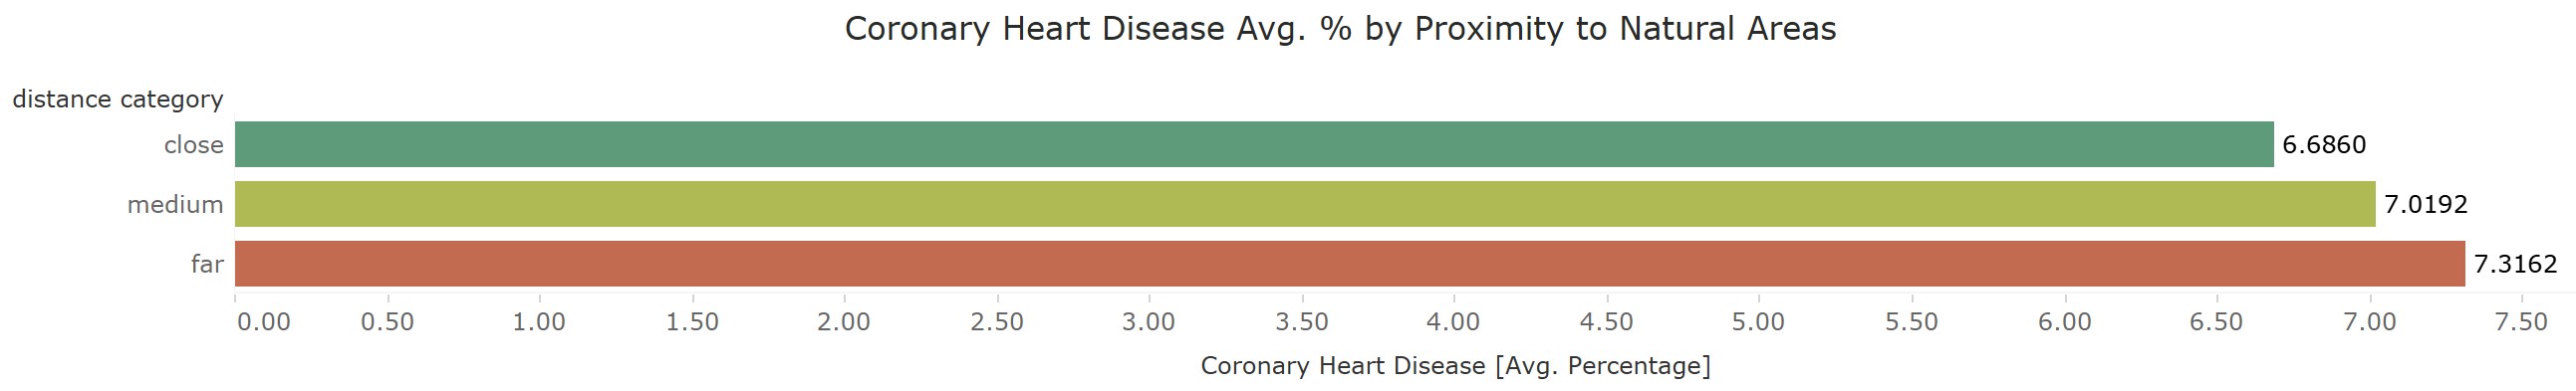 Coronary Heart Disease Avg. % by Proximity to Natural Areas
distance category
close 6.6860
medium 7.0192
far 7.3162
0.00 0.50 1.00 1.50 2.00 2.50 3.00 3.50 4.00 4.50 5.00 5.50 6.00 6.50 7.00 7.50
Coronary Heart Disease [Avg. Percentage]